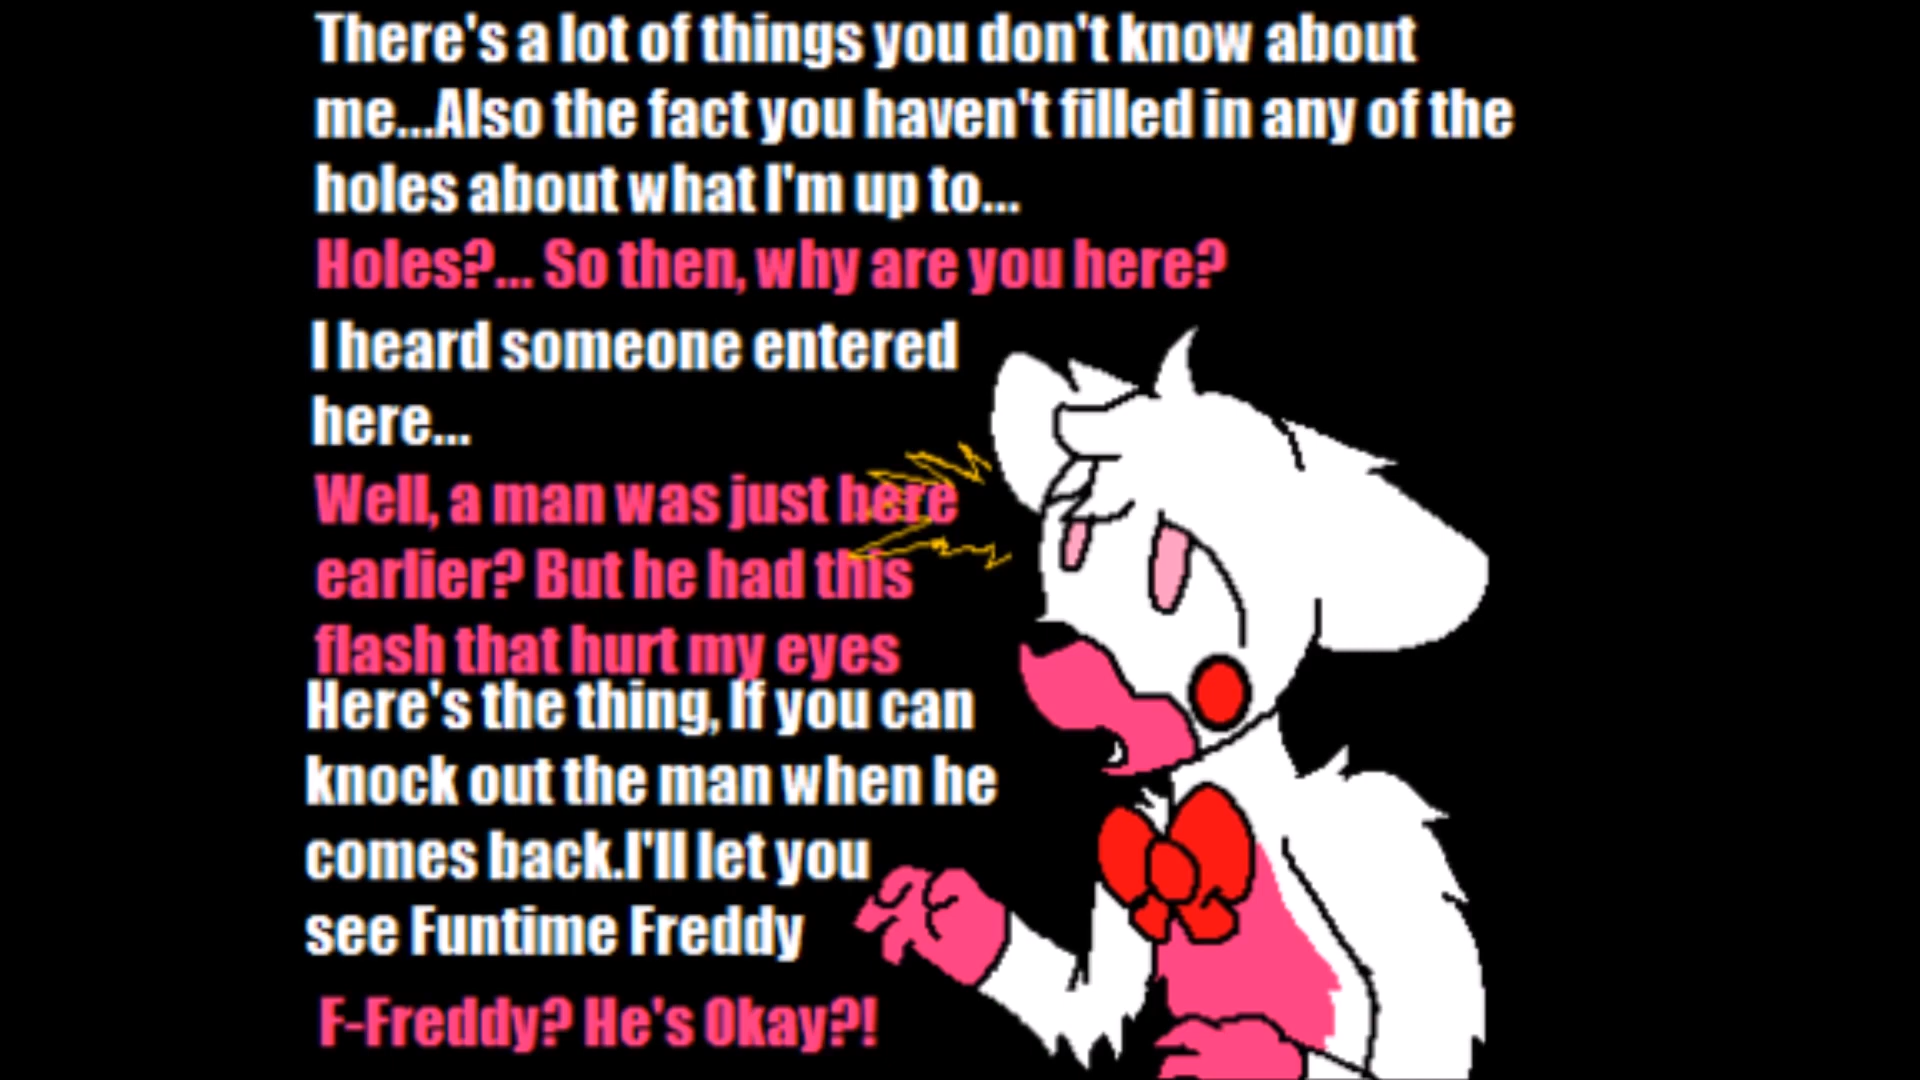 There's a lot of things you don't know about
me...Also the fact you haven't filled in any of the
holes about what I'm up to...
Holes?... So then, why are you here?
I heard someone entered
here...
Well, a man was just here
earlier? But he had this
flash that hurt my eyes
Here's the thing, If you can
knock out the man when he
comes back.I'll let you
see Funtime Freddy
F-Freddy? He's Okay?!